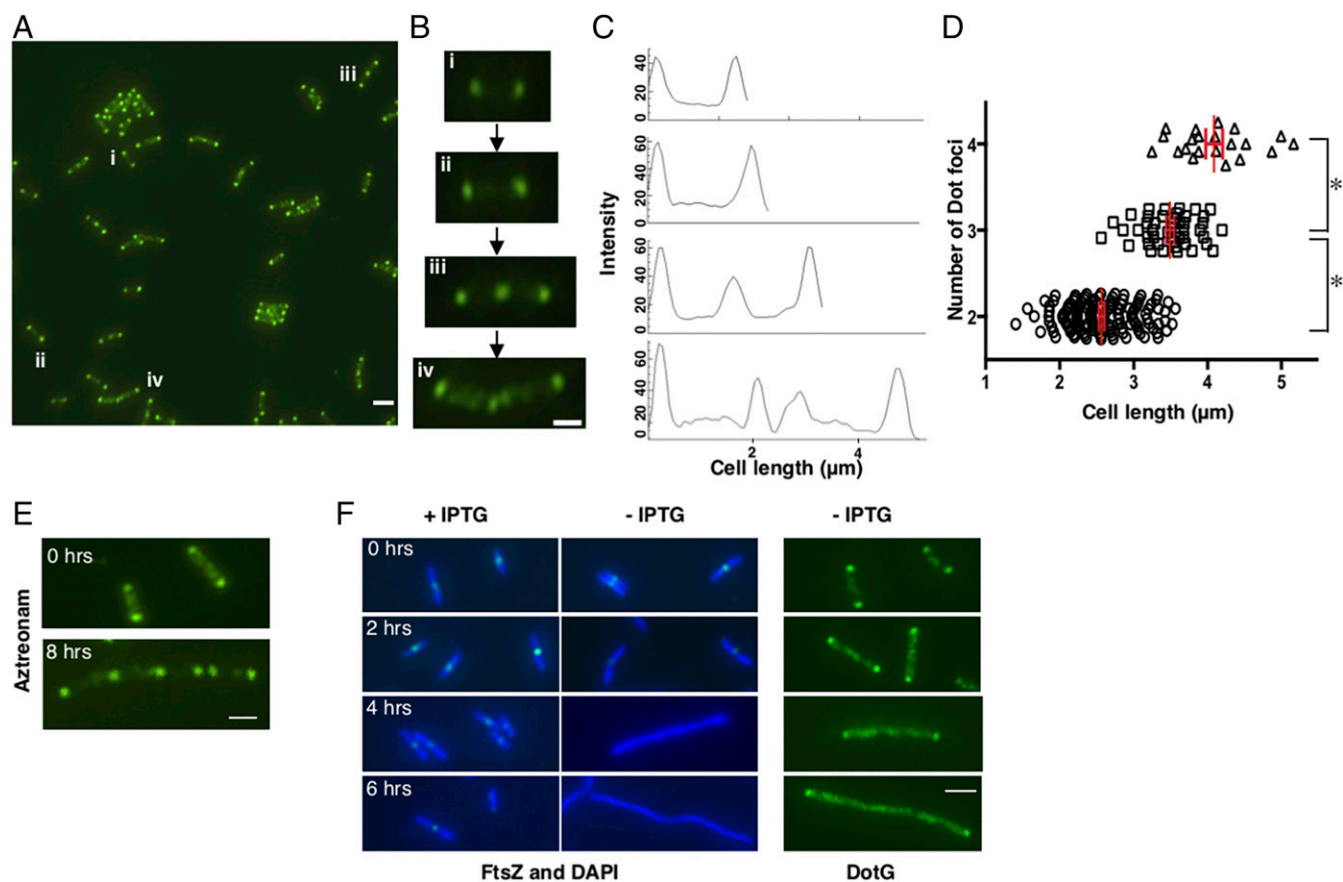 A
B
C
D
i
iii
ii
iv
i
ii
iii
iv
Intensity
40
20
0
60
40
20
0
60
40
20
0
60
40
20
0
2
4
Cell length (µm)
Number of Dot foci
4
3
2
*
*
1
2
3
4
5
Cell length (µm)
E
Aztreonam
0 hrs
8 hrs
F
+ IPTG
- IPTG
- IPTG
0 hrs
2 hrs
4 hrs
6 hrs
FtsZ and DAPI
DotG